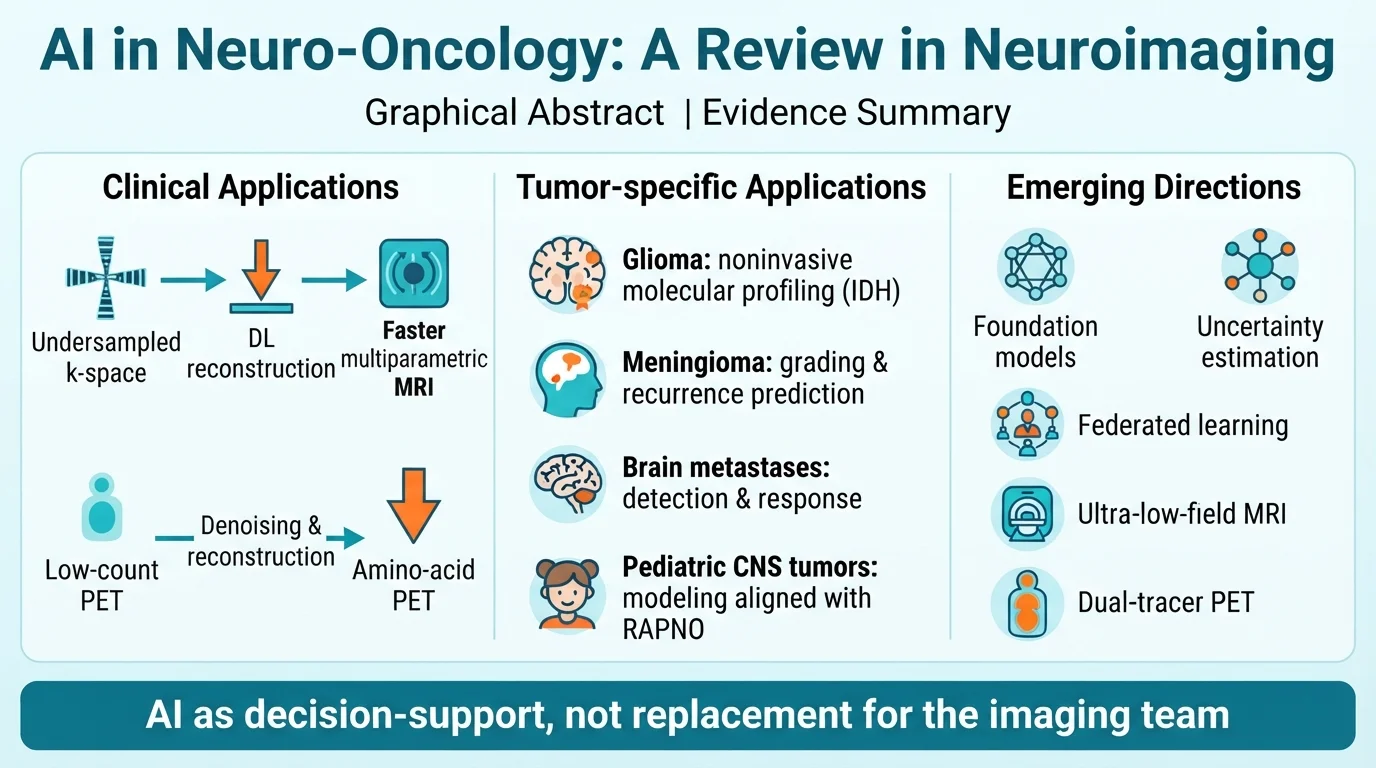 AI in Neuro-Oncology: A Review in Neuroimaging
Graphical Abstract | Evidence Summary
Clinical Applications
Undersampled
k-space
DL
reconstruction
Faster
multiparametric
MRI
Low-count
PET
Denoising &
reconstruction
Amino-acid
PET
Tumor-specific Applications
Glioma: noninvasive
molecular profiling (IDH)
Meningioma: grading &
recurrence prediction
Brain metastases:
detection & response
Pediatric CNS tumors:
modeling aligned with
RAPNO
Emerging Directions
Foundation
models
Uncertainty
estimation
Federated learning
Ultra-low-field MRI
Dual-tracer PET
AI as decision-support, not replacement for the imaging team